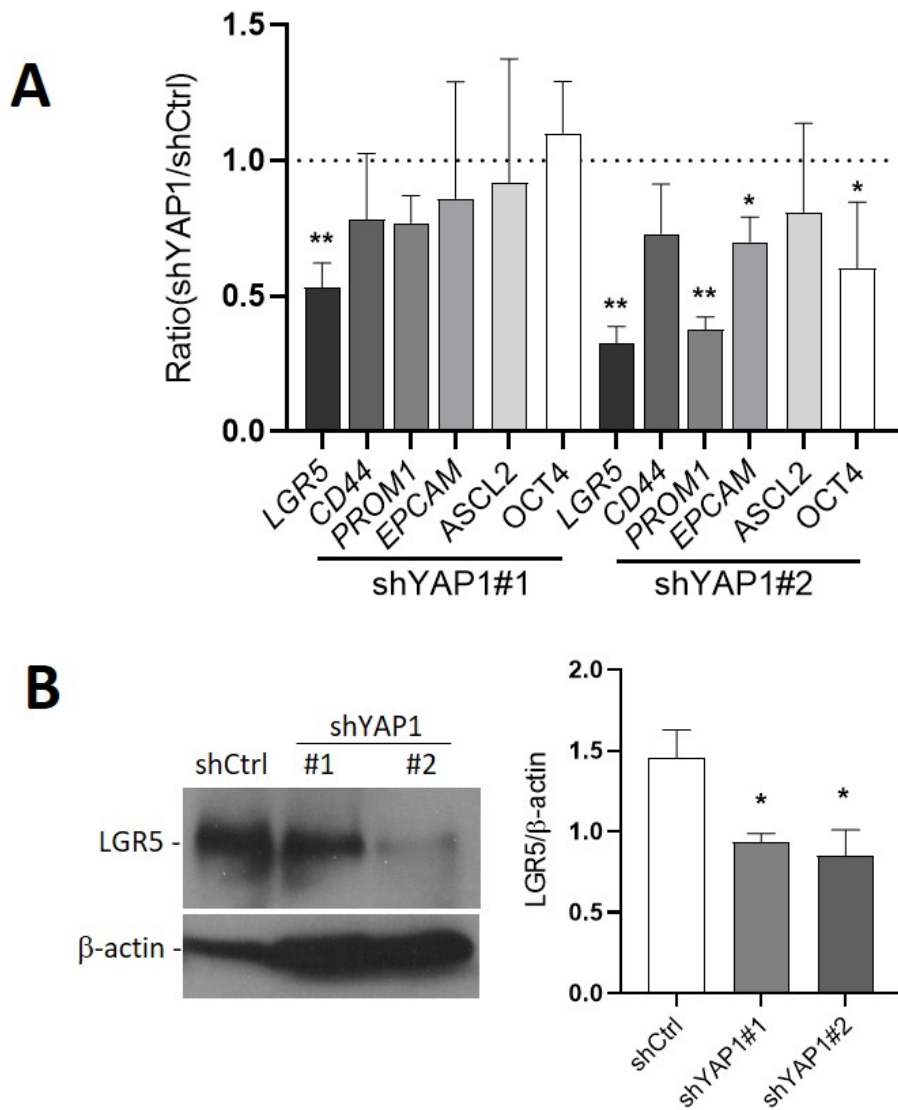 A
Ratio(shYAP1/shCtrl)
1.5
1.0
0.5
0.0
** ** * ** * *
LGR5 CD44 PROM1 EPCAM ASCL2 OCT4 LGR5 CD44 PROM1 EPCAM ASCL2 OCT4
shYAP1#1 shYAP1#2
B
shYAP1
shCtrl #1 #2
LGR5 -
β-actin -
LGR5/β-actin
2.0
1.5
1.0
0.5
0.0
* *
shCtrl shYAP1#1 shYAP1#2